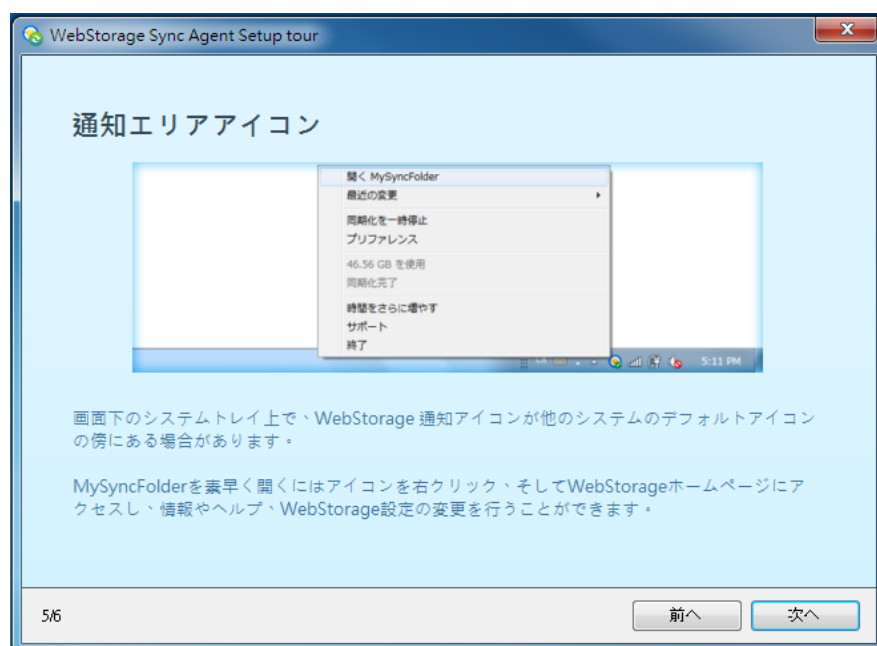 WebStorage Sync Agent Setup tour
通知エリアアイコン
開く MySyncFolder
最近の変更
同期化を一時停止
プリファレンス
46.56 GB を使用
同期化完了
時間をさらに増やす
サポート
終了
5:11 PM
画面下のシステムトレイ上で、WebStorage 通知アイコンが他のシステムのデフォルトアイコン
の傍にある場合があります。
MySyncFolderを素早く開くにはアイコンを右クリック、そしてWebStorageホームページにア
クセスし、情報やヘルプ、WebStorage設定の変更を行うことができます。
5/6
前へ
次へ